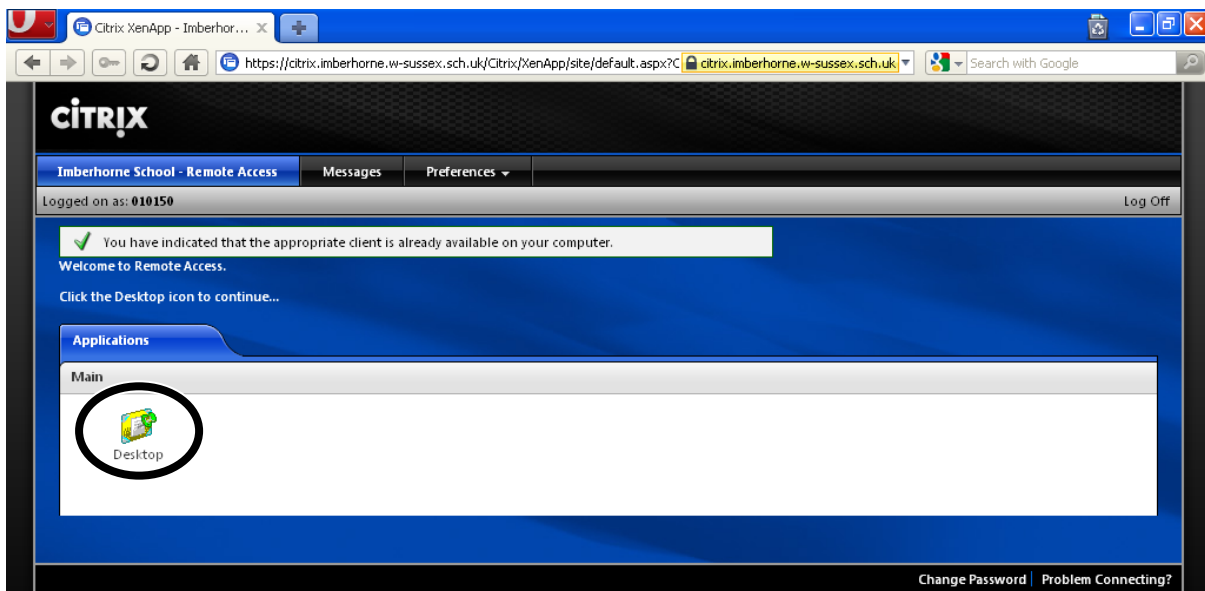 Citrix XenApp - Imberhor...
https://citrix.imberhorne.w-sussex.sch.uk/Citrix/XenApp/site/default.aspx?C citrix.imberhorne.w-sussex.sch.uk Search with Google
CITRIX
Imberhorne School - Remote Access Messages Preferences
Logged on as: 010150 Log Off
You have indicated that the appropriate client is already available on your computer.
Welcome to Remote Access.
Click the Desktop icon to continue...
Applications
Main
Desktop
Change Password | Problem Connecting?